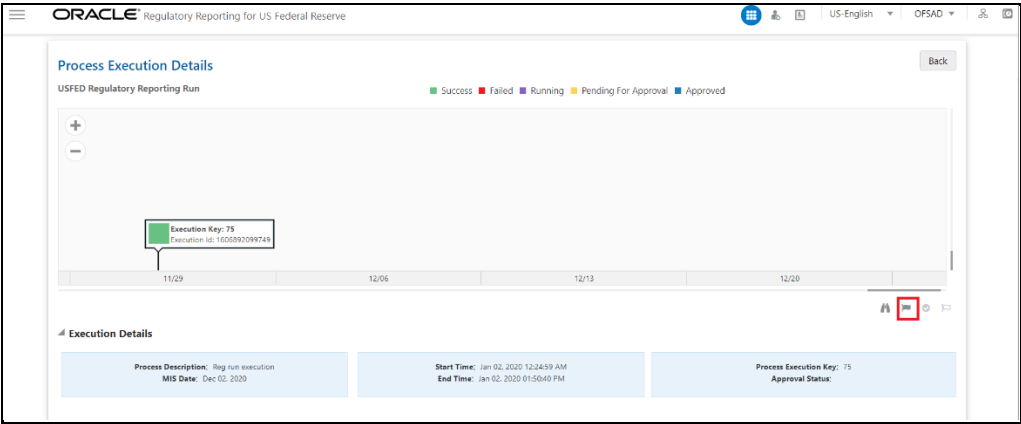 ORACLE® Regulatory Reporting for US Federal Reserve
US-English
OFSAD
Process Execution Details
Back
USFED Regulatory Reporting Run
Success Failed Running Pending For Approval Approved
Execution Key: 75
Execution Id: 1606892099749
11/29 12/06 12/13 12/20
Execution Details
Process Description: Reg run execution
MIS Date: Dec 02. 2020
Start Time: Jan 02. 2020 12:24:59 AM
End Time: Jan 02. 2020 01:50:40 PM
Process Execution Key: 75
Approval Status: